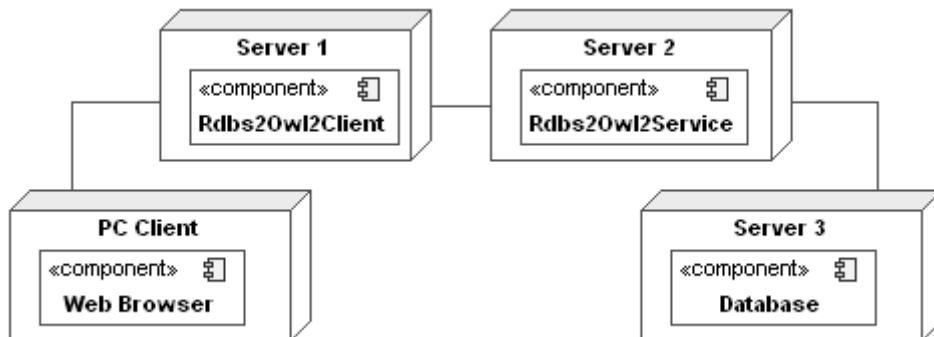 Server 1
«component»
Rdbs2Owl2Client
Server 2
«component»
Rdbs2Owl2Service
PC Client
«component»
Web Browser
Server 3
«component»
Database